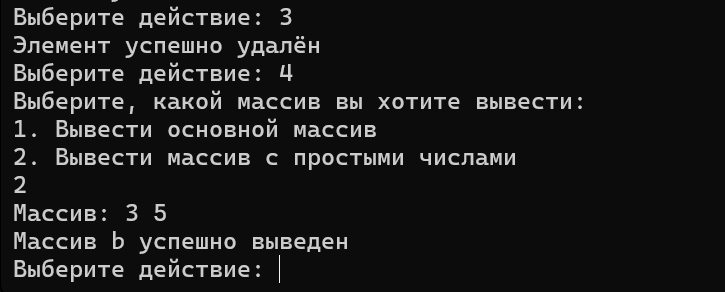 Выберите действие: 3
Элемент успешно удалён
Выберите действие: 4
Выберите, какой массив вы хотите вывести:
1. Вывести основной массив
2. Вывести массив с простыми числами
2
Массив: 3 5
Массив b успешно выведен
Выберите действие: